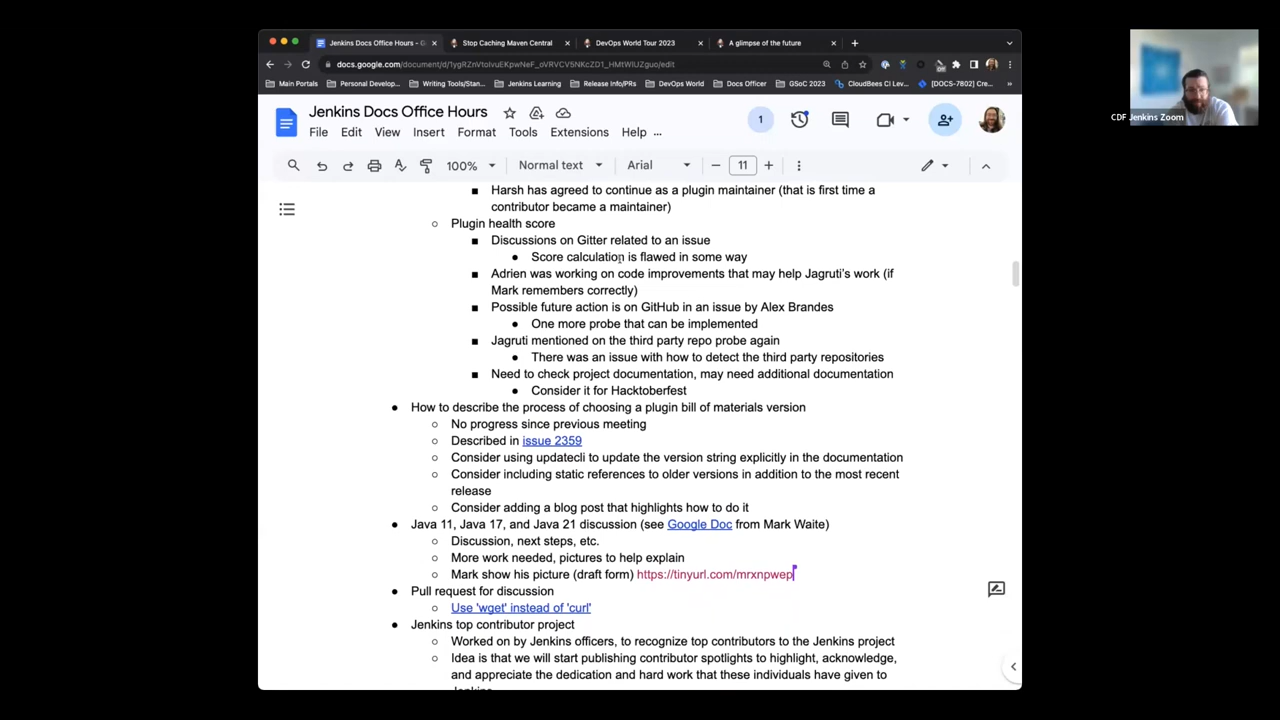 Jenkins Docs Office Hours - G
Stop Caching Maven Central
DevOps World Tour 2023
A glimpse of the future
Main Portals
Personal Develop...
Writing Tools/Stan...
Jenkins Learning
Release Info/PRs
DevOps World
Docs Officer
GSoC 2023
CloudBees CI Lev...
[DOCS-7802] Cre...
Jenkins Docs Office Hours
File Edit View Insert Format Tools Extensions Help ...
1
100% Normal text Arial 11
Harsh has agreed to continue as a plugin maintainer (that is first time a
contributor became a maintainer)
Plugin health score
Discussions on Gitter related to an issue
Score calculation is flawed in some way
Adrien was working on code improvements that may help Jagruti's work (if
Mark remembers correctly)
Possible future action is on GitHub in an issue by Alex Brandes
One more probe that can be implemented
Jagruti mentioned on the third party repo probe again
There was an issue with how to detect the third party repositories
Need to check project documentation, may need additional documentation
Consider it for Hacktoberfest
How to describe the process of choosing a plugin bill of materials version
No progress since previous meeting
Described in issue 2359
Consider using updatecli to update the version string explicitly in the documentation
Consider including static references to older versions in addition to the most recent
release
Consider adding a blog post that highlights how to do it
Java 11, Java 17, and Java 21 discussion (see Google Doc from Mark Waite)
Discussion, next steps, etc.
More work needed, pictures to help explain
Mark show his picture (draft form) https://tinyurl.com/mrxnpwep
Pull request for discussion
Use 'wget' instead of 'curl'
Jenkins top contributor project
Worked on by Jenkins officers, to recognize top contributors to the Jenkins project
Idea is that we will start publishing contributor spotlights to highlight, acknowledge,
and appreciate the dedication and hard work that these individuals have given to
CDF Jenkins Zoom